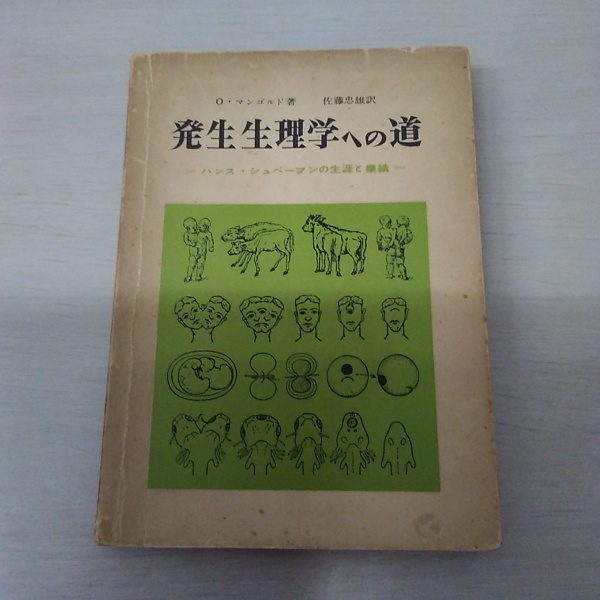 O・マンゴルド著 佐藤忠雄訳
発生生理学への道
— ハンス・シュペーマンの生涯と業績 —